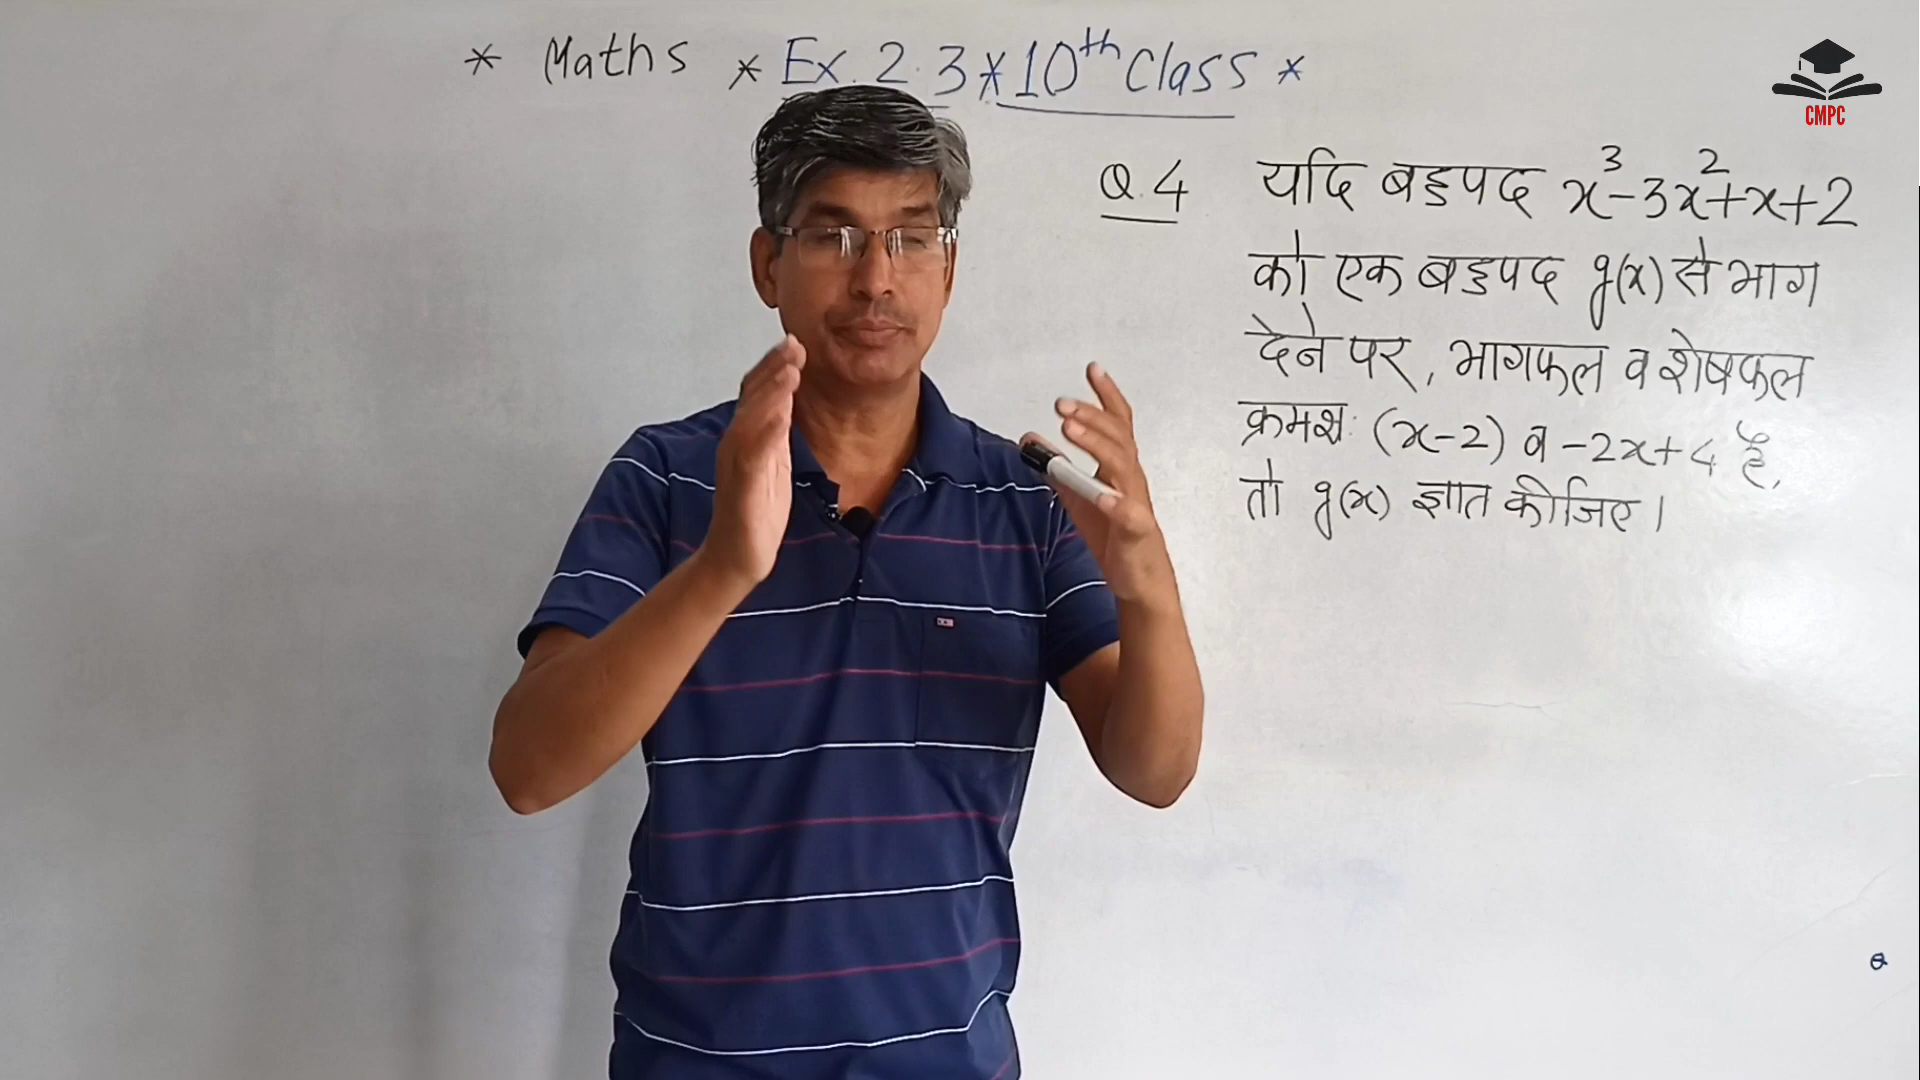 * Maths * Ex. 2.3 * 10th Class *
CMPC
Q.4 यदि बहुपद x³-3x²+x+2
को एक बहुपद g(x) से भाग
देने पर, भागफल व शेषफल
क्रमशः (x-2) व -2x+4 है,
तो g(x) ज्ञात कीजिए।